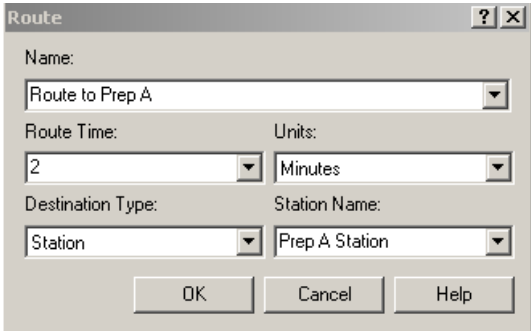 Route
Name:
Route to Prep A
Route Time: Units:
2 Minutes
Destination Type: Station Name:
Station Prep A Station
OK Cancel Help